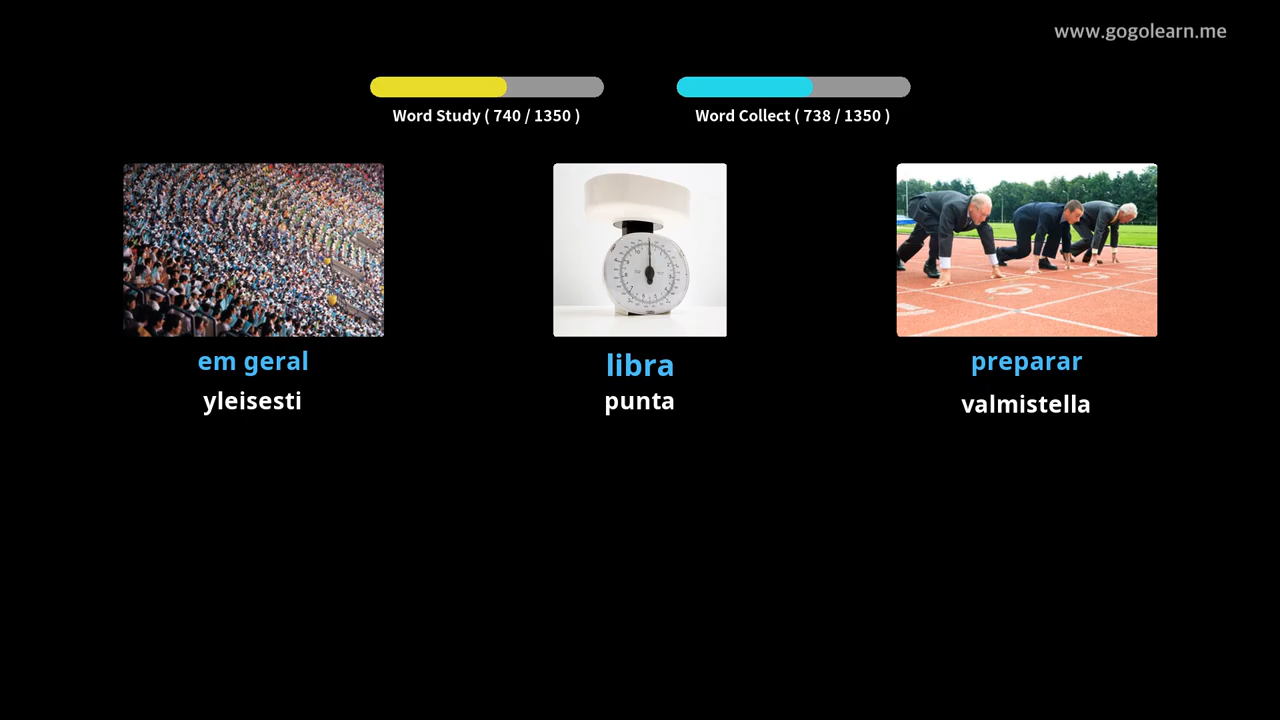 www.gogolearn.me
Word Study ( 740 / 1350 )
Word Collect ( 738 / 1350 )
em geral
yleisesti
libra
punta
preparar
valmistella